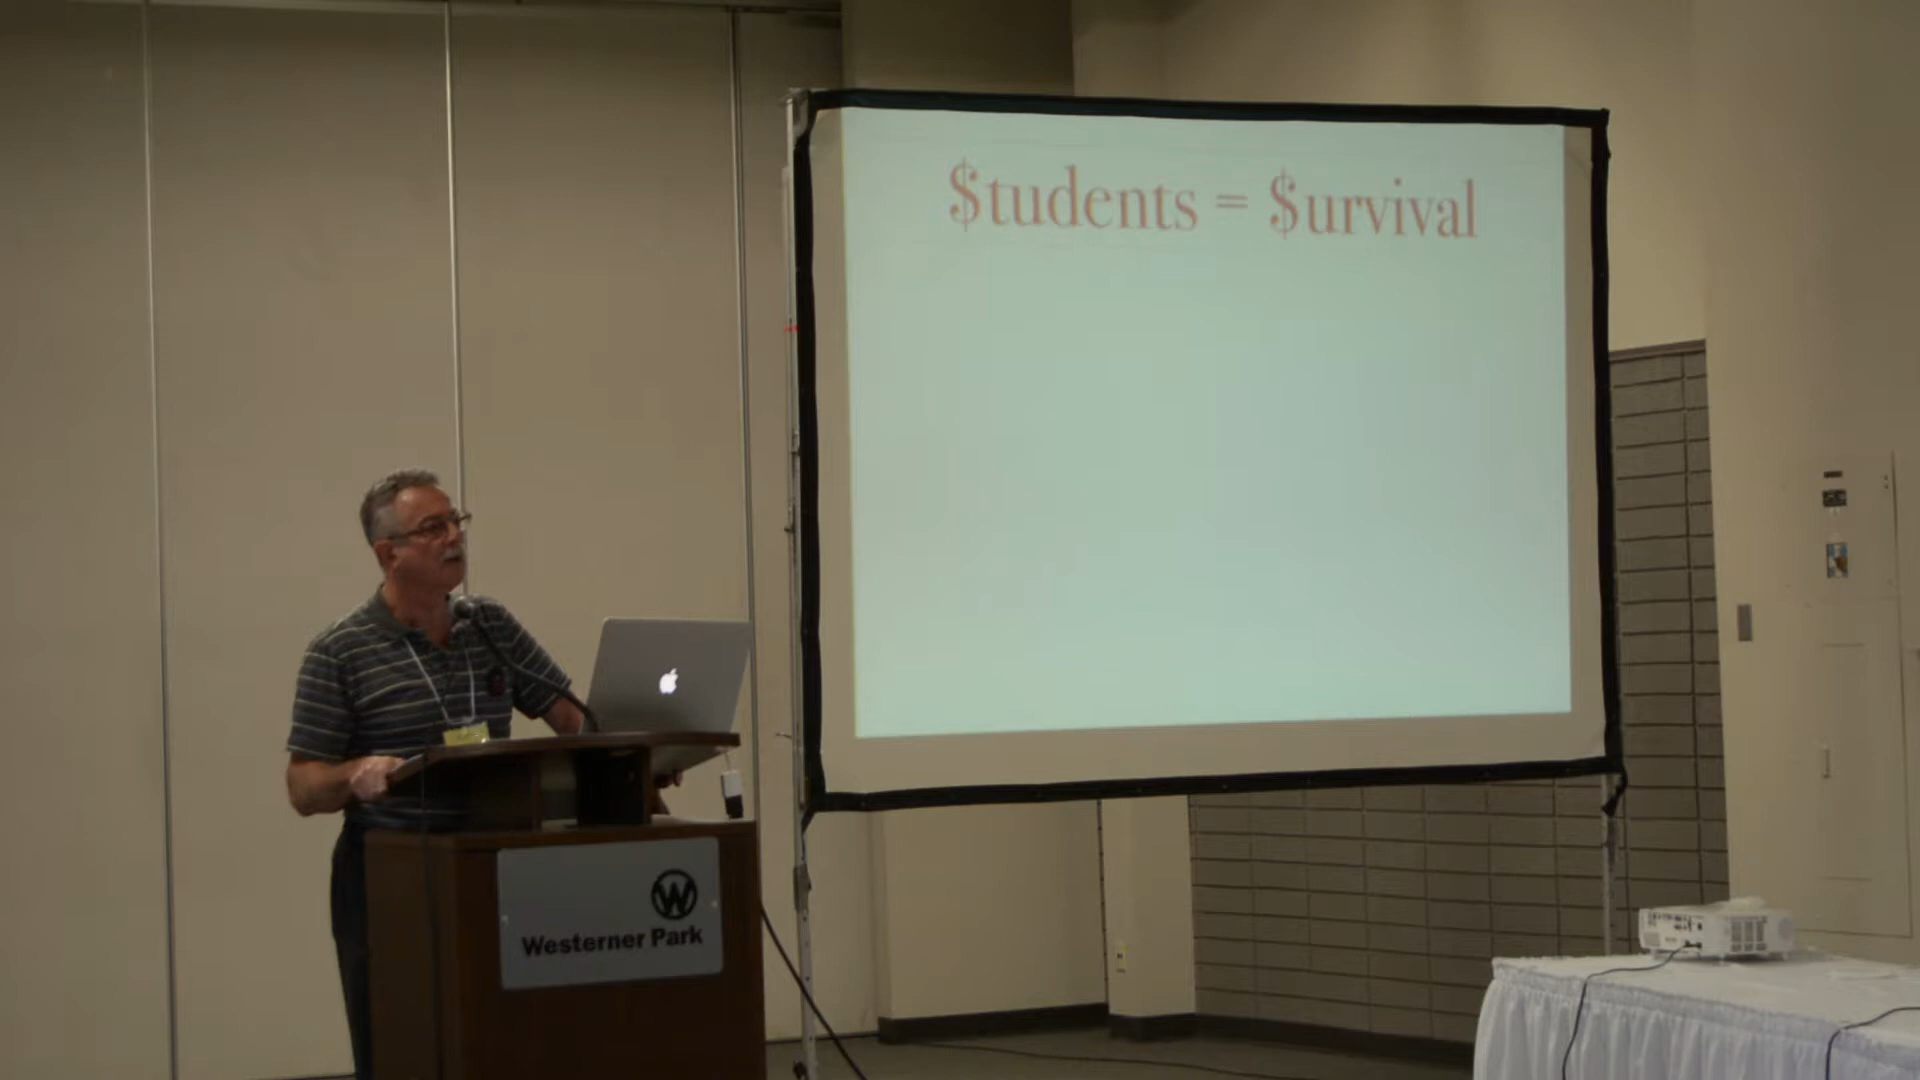 $tudents = $urvival
W
Westerner Park